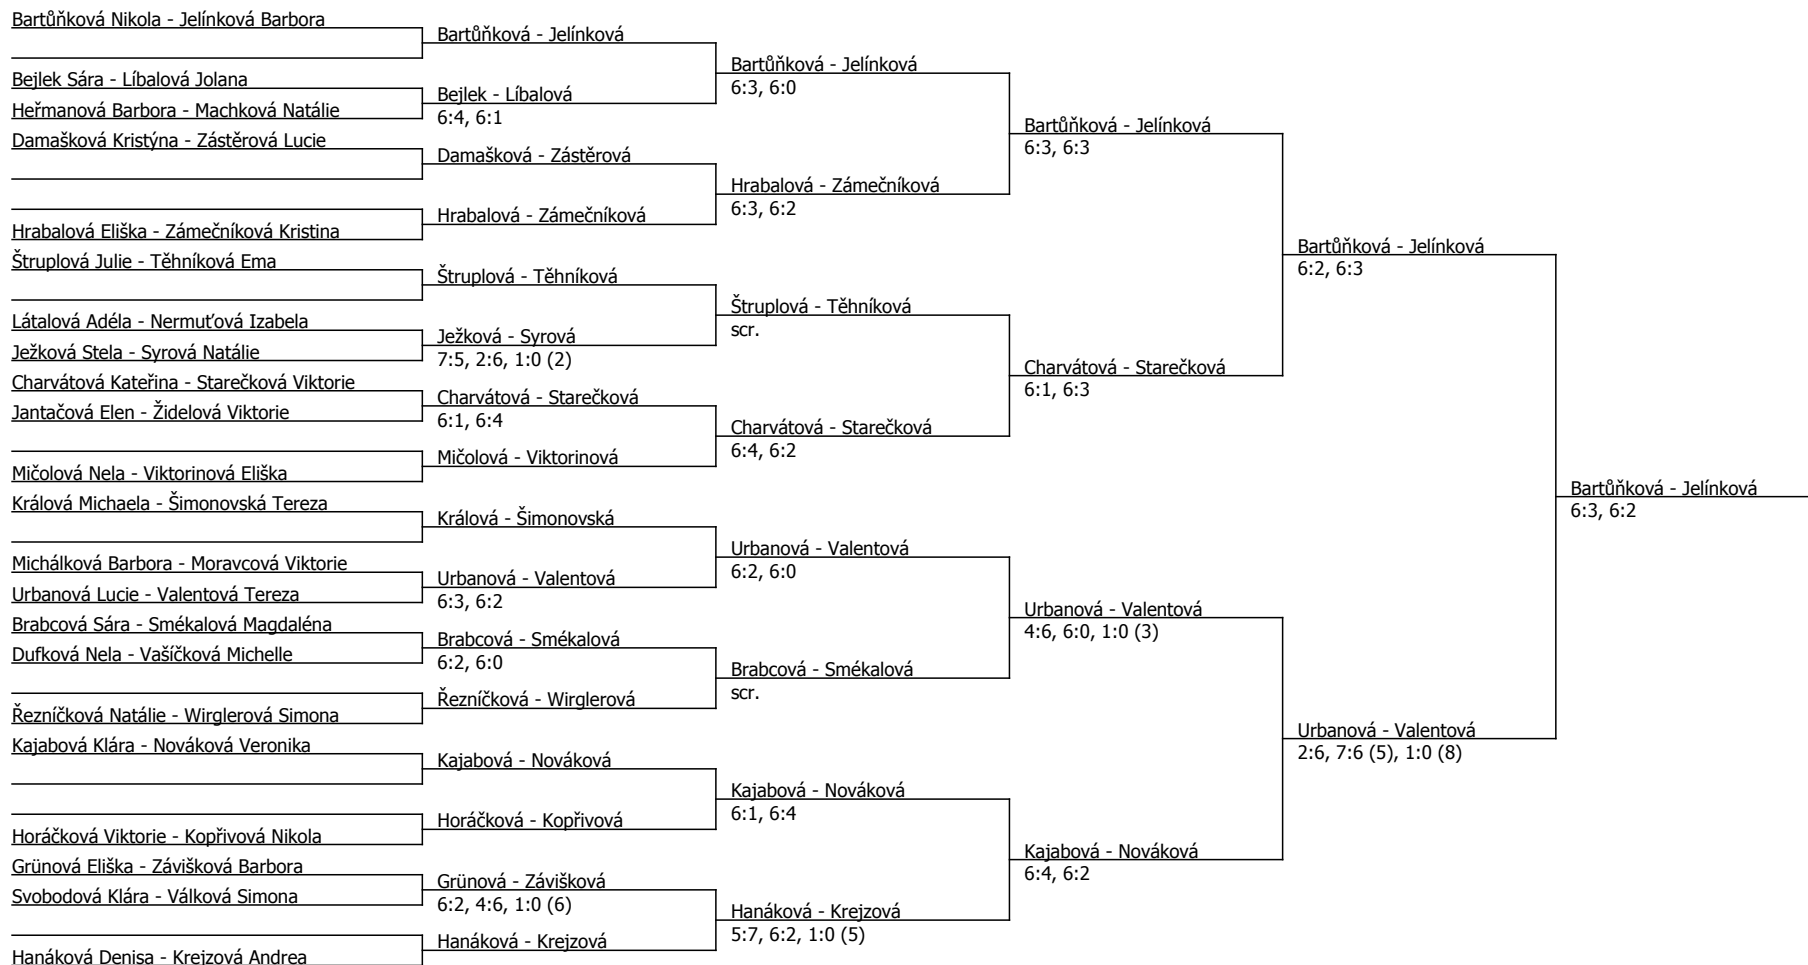 Bartůňková Nikola - Jelínková Barbora
Bejlek Sára - Líbalová Jolana
Heřmanová Barbora - Machková Natálie
Damašková Kristýna - Zástěrová Lucie
Hrabalová Eliška - Zámečníková Kristina
Štruplová Julie - Těhníková Ema
Látalová Adéla - Nermuťová Izabela
Ježková Stela - Syrová Natálie
Charvátová Kateřina - Starečková Viktorie
Jantačová Elen - Židelová Viktorie
Mičolová Nela - Viktorinová Eliška
Králová Michaela - Šimonovská Tereza
Michálková Barbora - Moravcová Viktorie
Urbanová Lucie - Valentová Tereza
Brabcová Sára - Smékalová Magdaléna
Dufková Nela - Vašíčková Michelle
Řezníčková Natálie - Wirglerová Simona
Kajabová Klára - Nováková Veronika
Horáčková Viktorie - Kopřivová Nikola
Grünová Eliška - Závišková Barbora
Svobodová Klára - Válková Simona
Hanáková Denisa - Krejzová Andrea
Bartůňková - Jelínková
Bejlek - Líbalová
6:4, 6:1
Damašková - Zástěrová
Hrabalová - Zámečníková
Štruplová - Těhníková
Ježková - Syrová
7:5, 2:6, 1:0 (2)
Charvátová - Starečková
6:1, 6:4
Mičolová - Viktorinová
Králová - Šimonovská
Urbanová - Valentová
6:3, 6:2
Brabcová - Smékalová
6:2, 6:0
Řezníčková - Wirglerová
Kajabová - Nováková
Horáčková - Kopřivová
Grünová - Závišková
6:2, 4:6, 1:0 (6)
Hanáková - Krejzová
Bartůňková - Jelínková
6:3, 6:0
Hrabalová - Zámečníková
6:3, 6:2
Štruplová - Těhníková
scr.
Charvátová - Starečková
6:4, 6:2
Urbanová - Valentová
6:2, 6:0
Brabcová - Smékalová
scr.
Kajabová - Nováková
6:1, 6:4
Hanáková - Krejzová
5:7, 6:2, 1:0 (5)
Bartůňková - Jelínková
6:3, 6:3
Charvátová - Starečková
6:1, 6:3
Urbanová - Valentová
4:6, 6:0, 1:0 (3)
Kajabová - Nováková
6:4, 6:2
Bartůňková - Jelínková
6:2, 6:3
Urbanová - Valentová
2:6, 7:6 (5), 1:0 (8)
Bartůňková - Jelínková
6:3, 6:2